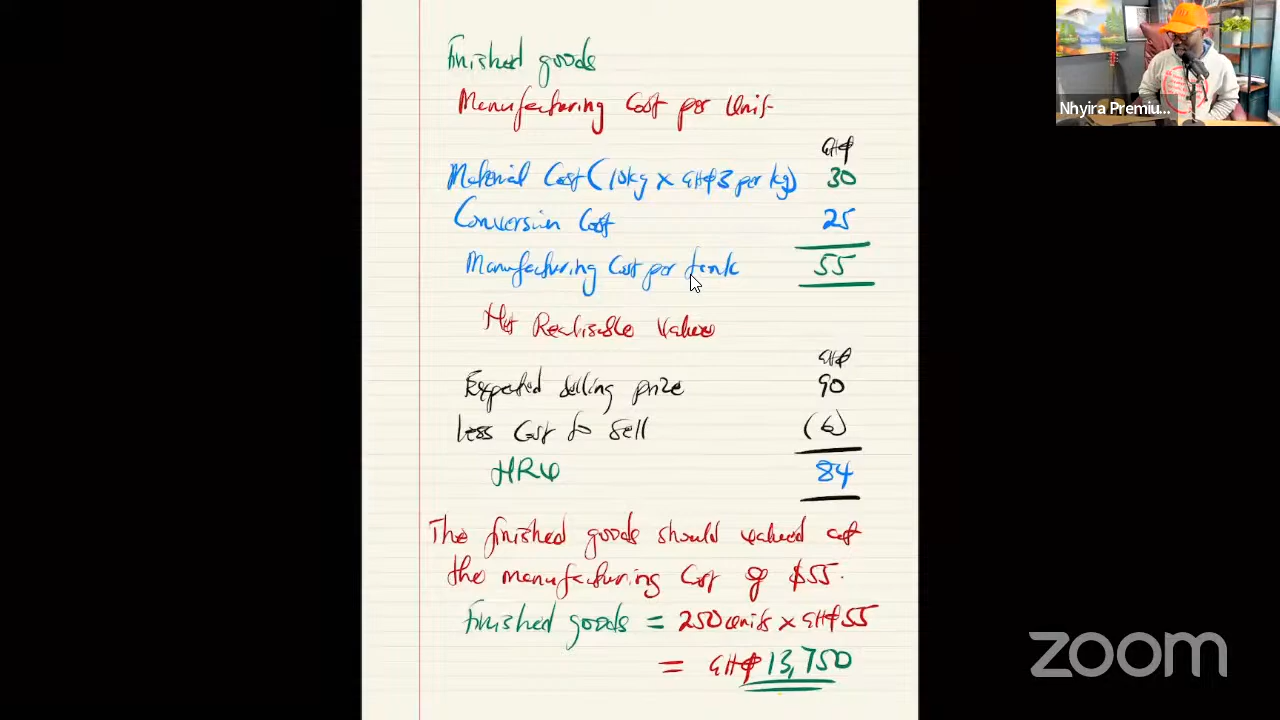 Finished goods
Manufacturing Cost per Unit
GH¢
Material Cost (10kg x GH¢3 per kg) 30
Conversion Cost 25
Manufacturing Cost per tank 55
Net Realisable Value
GH¢
Expected selling price 90
Less Cost to Sell (6)
NRV 84
The finished goods should valued at
the manufacturing Cost of $55.
Finished goods = 250 units x GH¢55
= GH¢ 13,750
Nhyira Premiu...
zoom